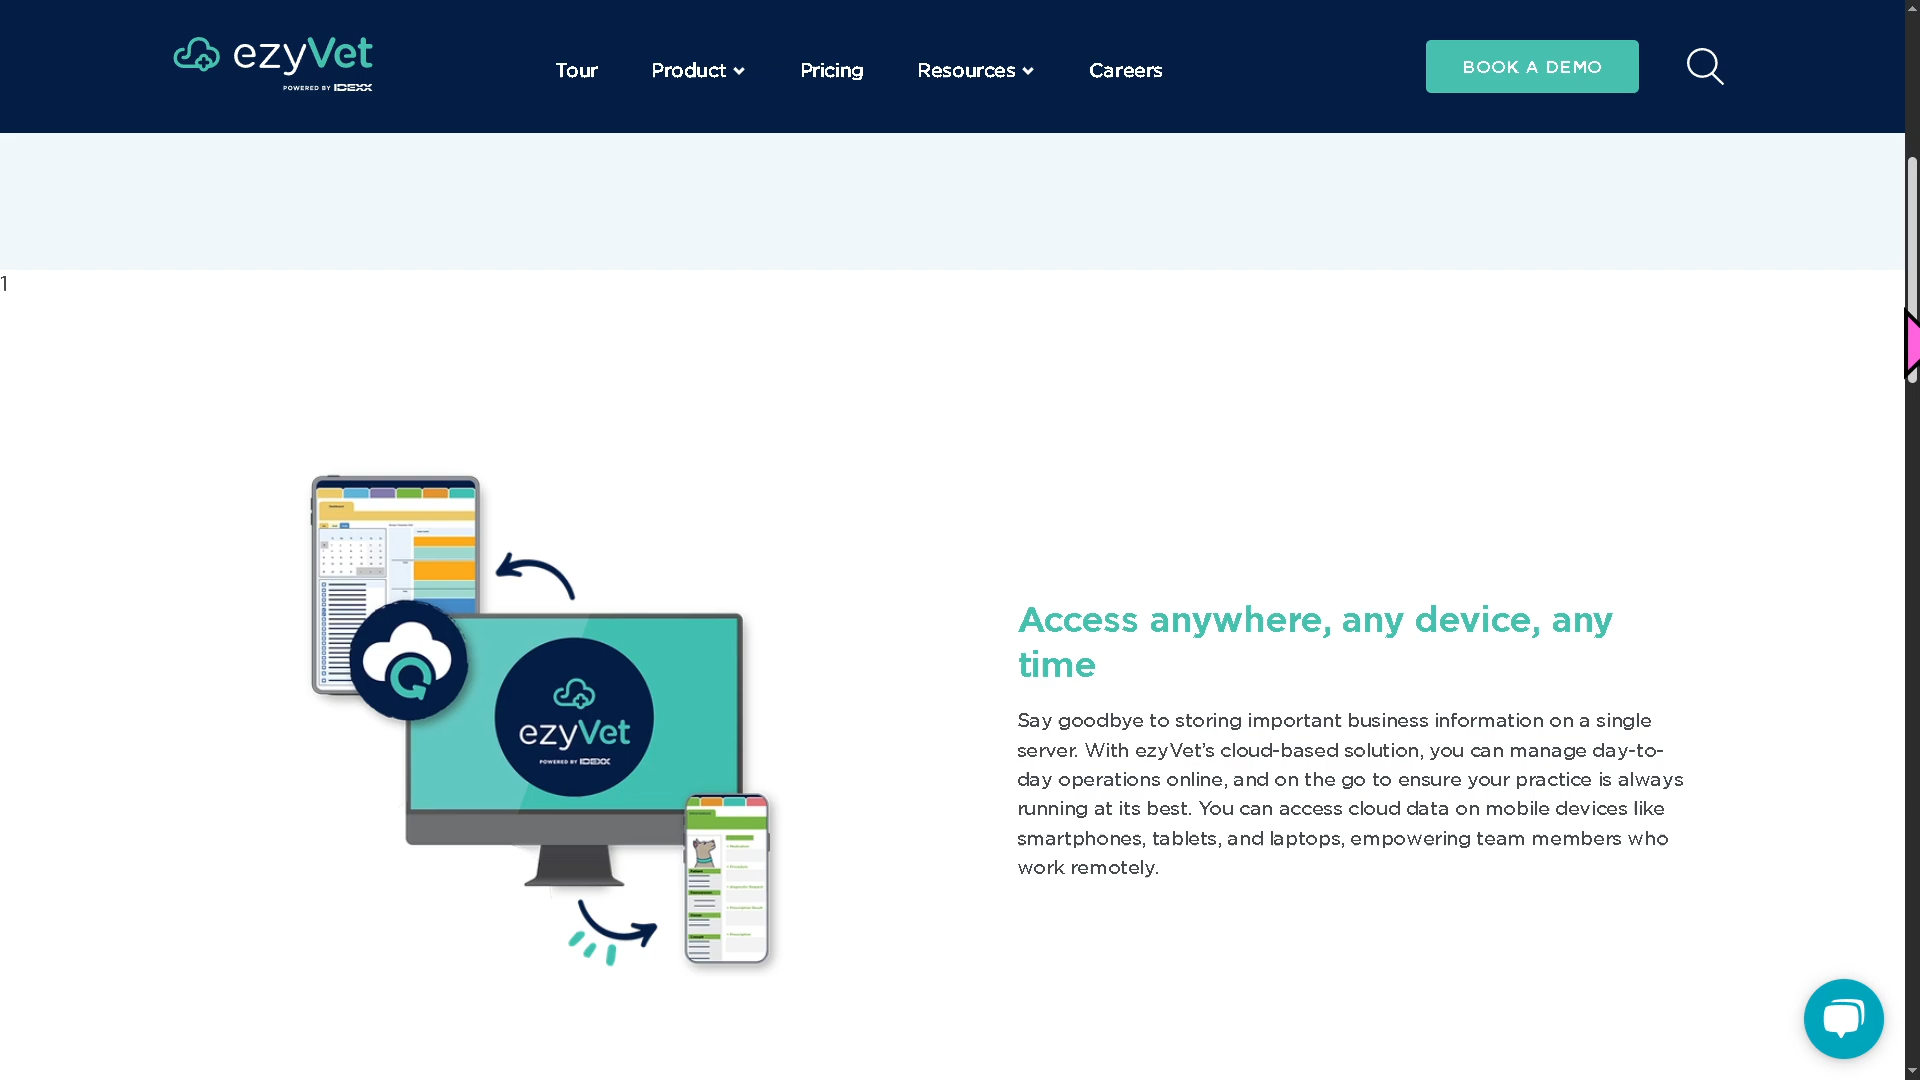 ezyVet
POWERED BY IDEXX
Tour
Product
Pricing
Resources
Careers
BOOK A DEMO
1
ezyVet
POWERED BY IDEXX
Access anywhere, any device, any
time
Say goodbye to storing important business information on a single
server. With ezyVet’s cloud-based solution, you can manage day-to-
day operations online, and on the go to ensure your practice is always
running at its best. You can access cloud data on mobile devices like
smartphones, tablets, and laptops, empowering team members who
work remotely.